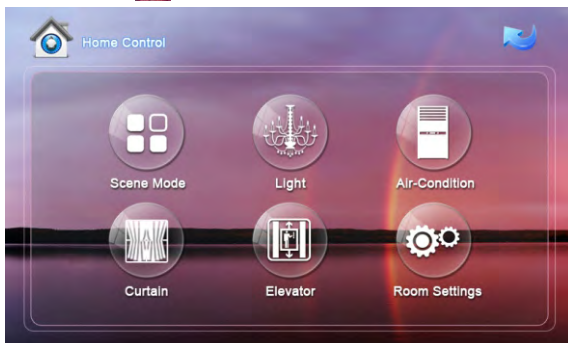 Home Control
Scene Mode
Light
Air-Condition
Curtain
Elevator
Room Settings